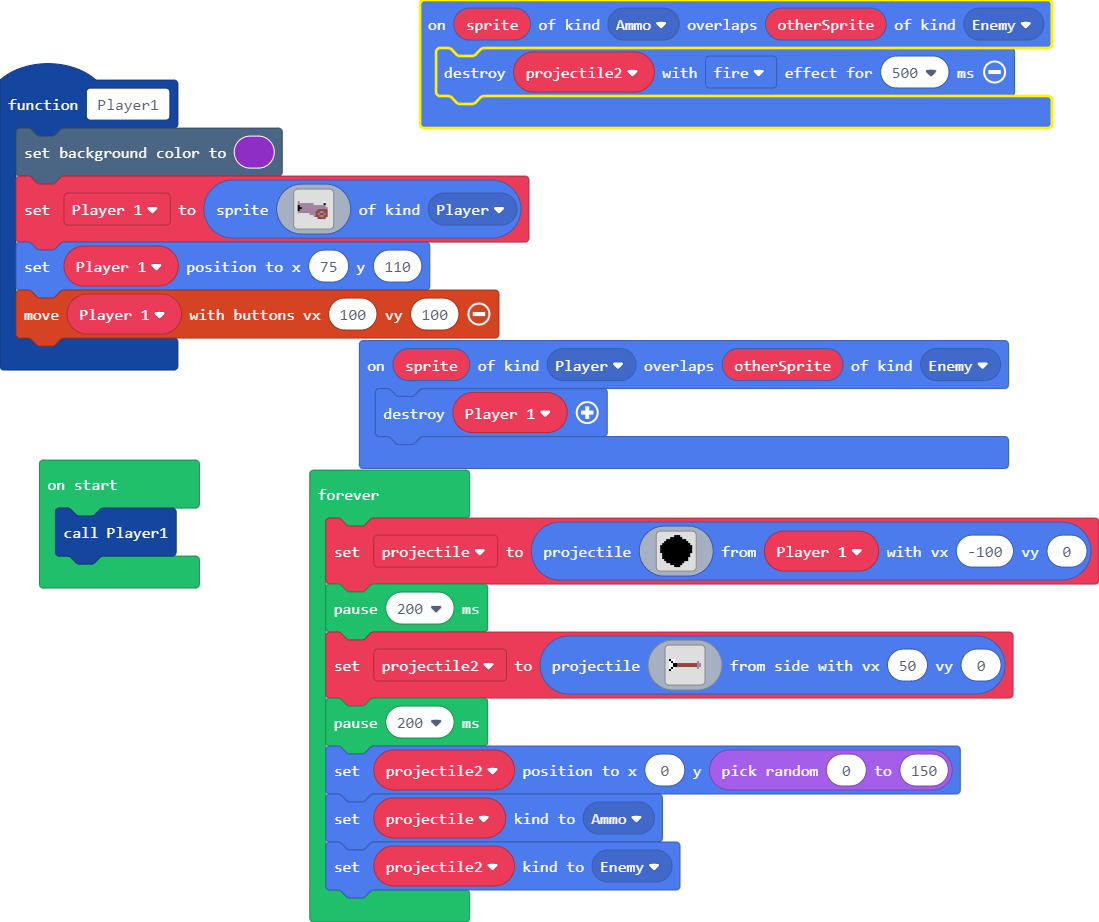 on sprite of kind Ammo overlaps otherSprite of kind Enemy
destroy projectile2 with fire effect for 500 ms
function Player1
set background color to
set Player 1 to sprite of kind Player
set Player 1 position to x 75 y 110
move Player 1 with buttons vx 100 vy 100
on sprite of kind Player overlaps otherSprite of kind Enemy
destroy Player 1
on start
call Player1
forever
set projectile to projectile from Player 1 with vx -100 vy 0
pause 200 ms
set projectile2 to projectile from side with vx 50 vy 0
pause 200 ms
set projectile2 position to x 0 y pick random 0 to 150
set projectile kind to Ammo
set projectile2 kind to Enemy